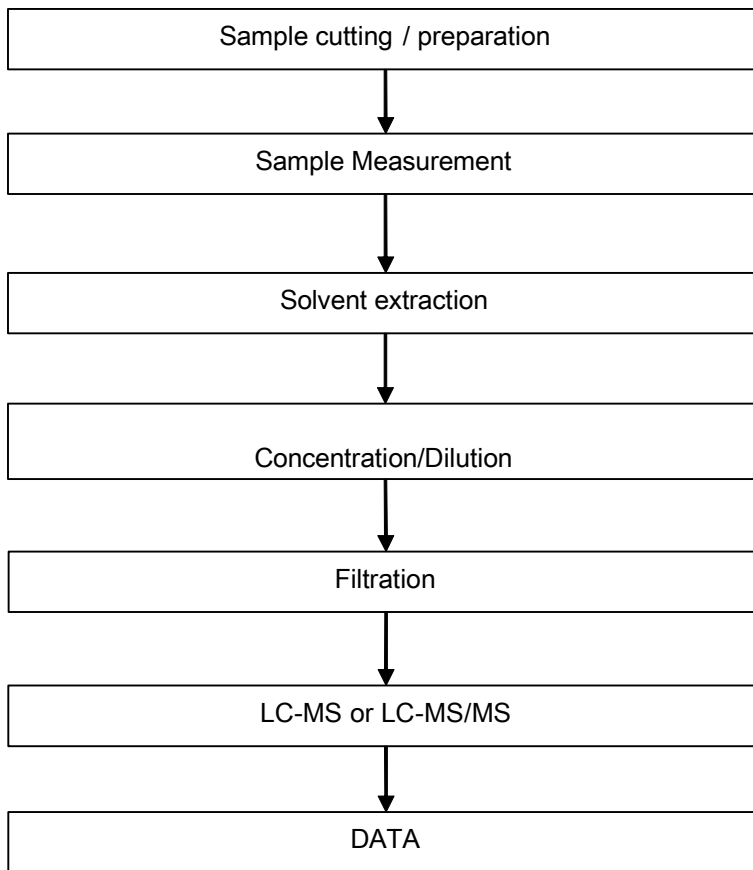 Sample cutting / preparation
Sample Measurement
Solvent extraction
Concentration/Dilution
Filtration
LC-MS or LC-MS/MS
DATA